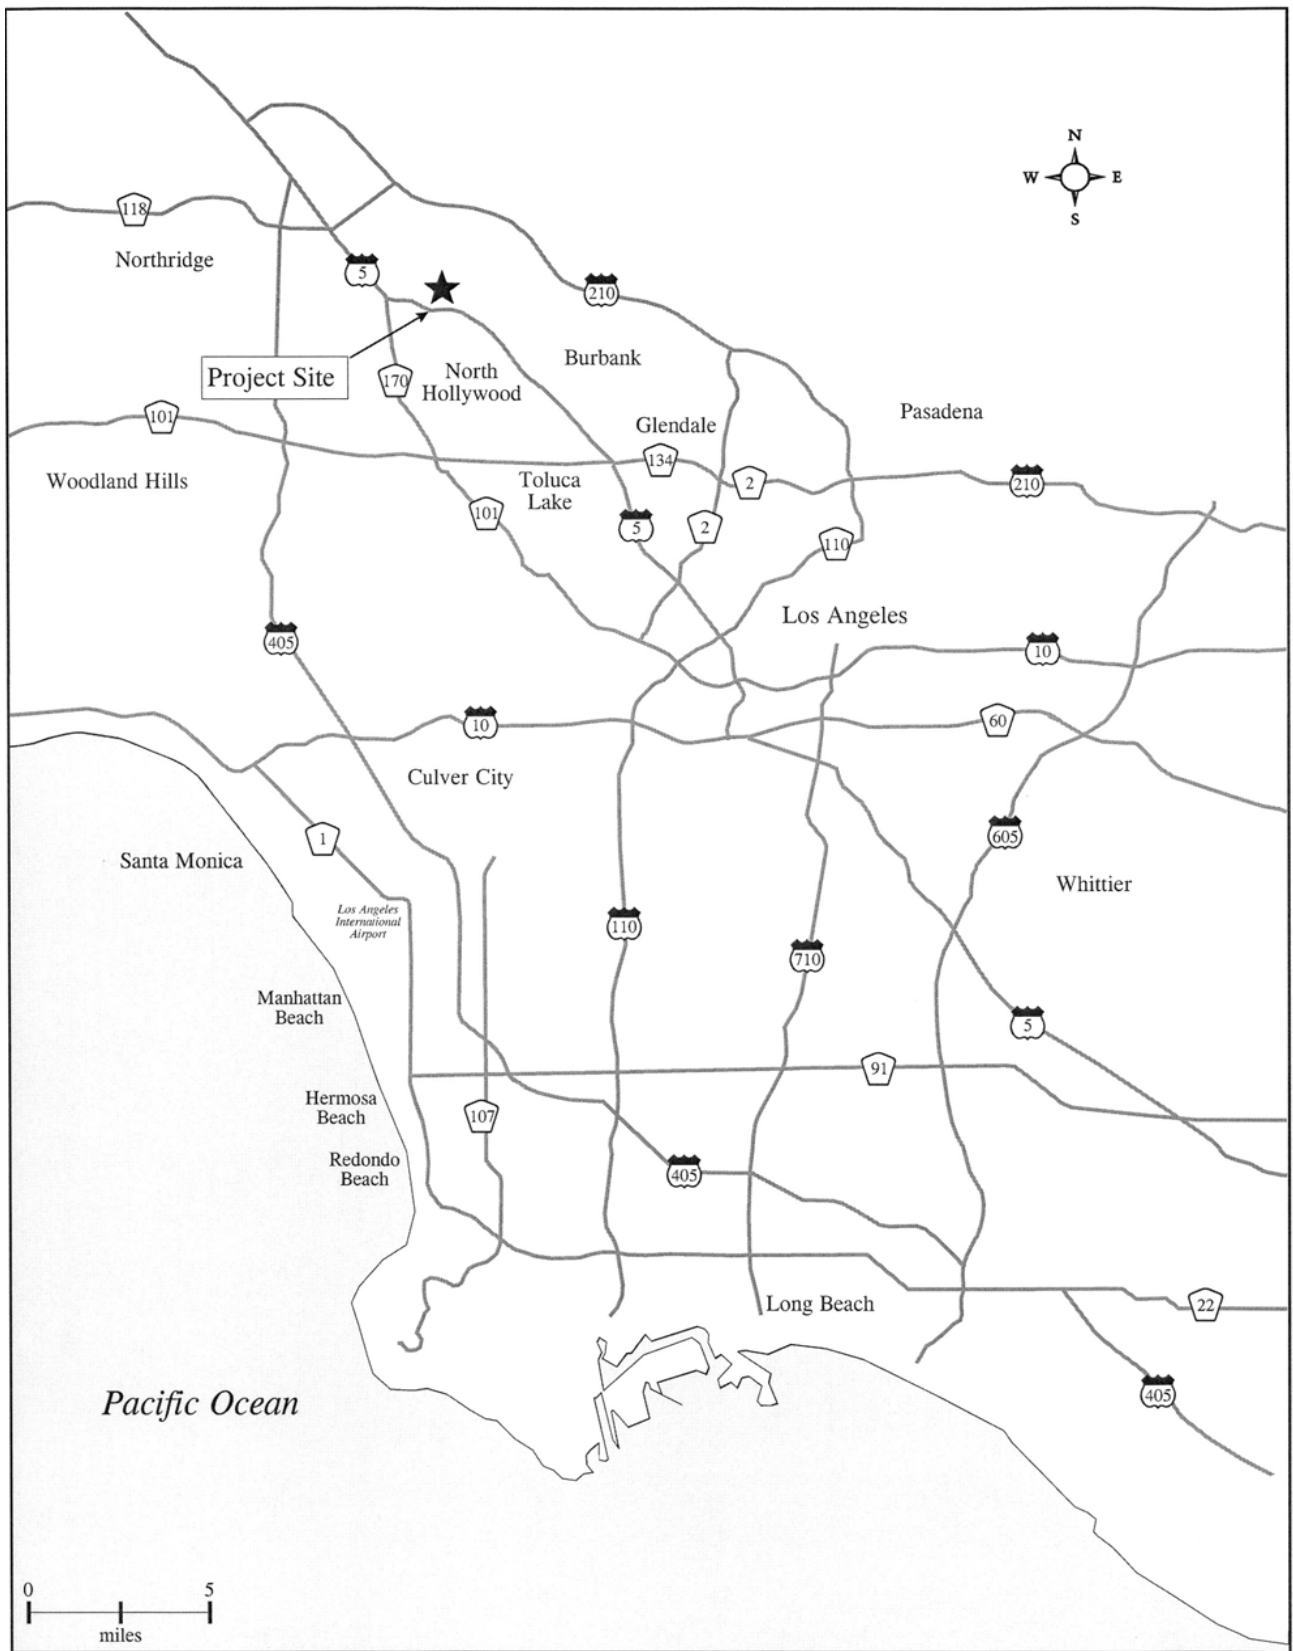 N
W E
S
118
Northridge
5
210
Project Site
170
North
Hollywood
Burbank
101
Glendale
Pasadena
134
2
210
Woodland Hills
Toluca
Lake
101
5
2
110
Los Angeles
405
10
10
60
Culver City
1
605
Santa Monica
Whittier
Los Angeles
International
Airport
110
710
Manhattan
Beach
5
91
Hermosa
Beach
107
Redondo
Beach
405
Long Beach
22
405
Pacific Ocean
0 5
miles